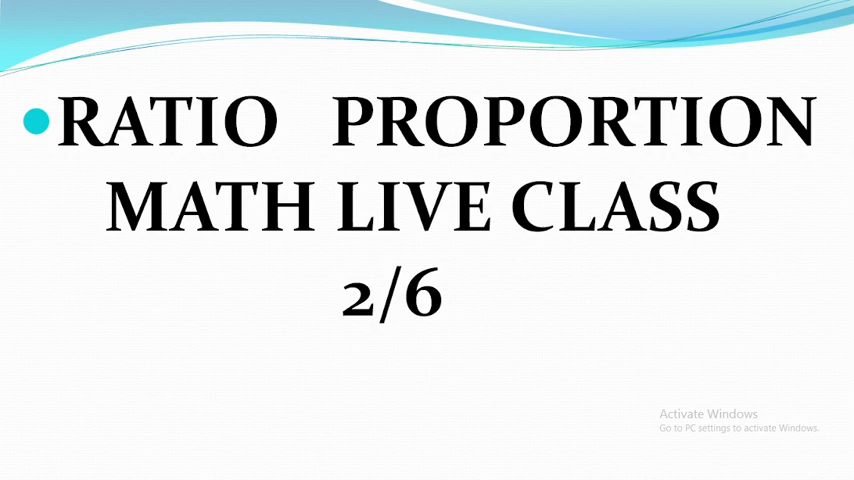 RATIO PROPORTION
MATH LIVE CLASS
2/6
Activate Windows
Go to PC settings to activate Windows.